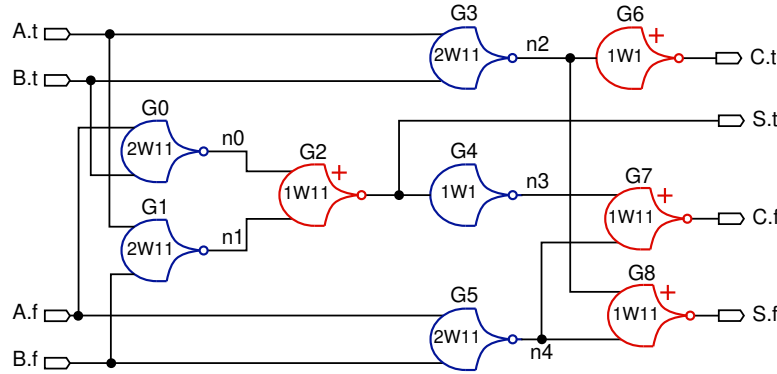 A.t
G3
2W11
n2
G6
+
1W1
C.t
B.t
G0
2W11
n0
S.t
G2
+
1W11
G4
1W1
n3
G7
+
1W11
C.f
G1
2W11
n1
G8
+
1W11
S.f
A.f
G5
2W11
n4
B.f